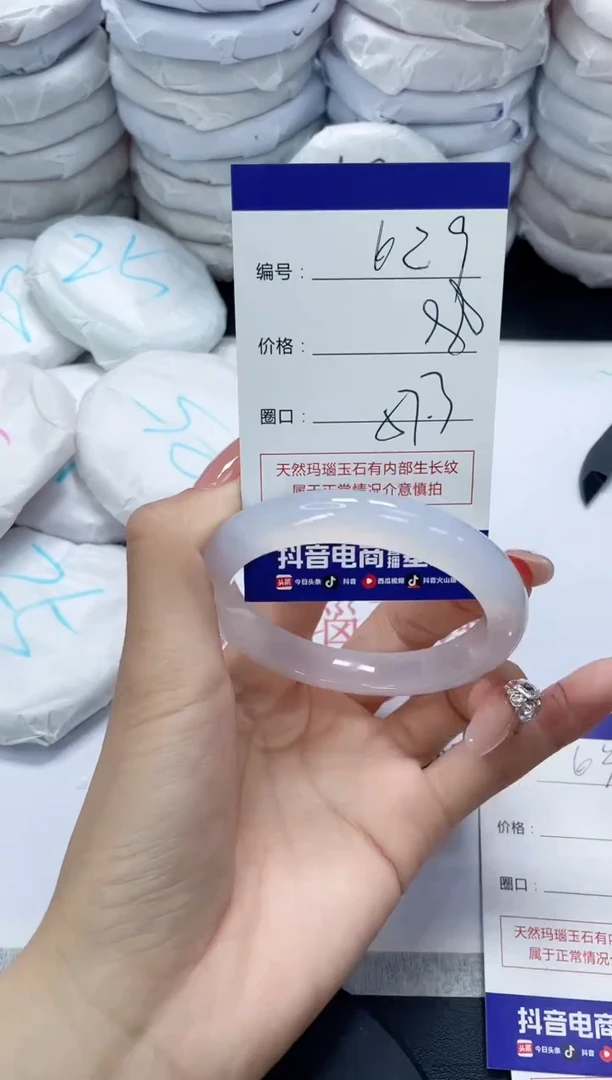 编号：629
价格：88
圈口：57.3
天然玛瑙玉石有内部生长纹
属于正常情况介意慎拍
抖音电商
今日头条 抖音 西瓜视频 抖音火山版
25
50
25
价格：
圈口：
天然玛瑙玉石有内
属于正常情况
抖音电商
今日头条 抖音